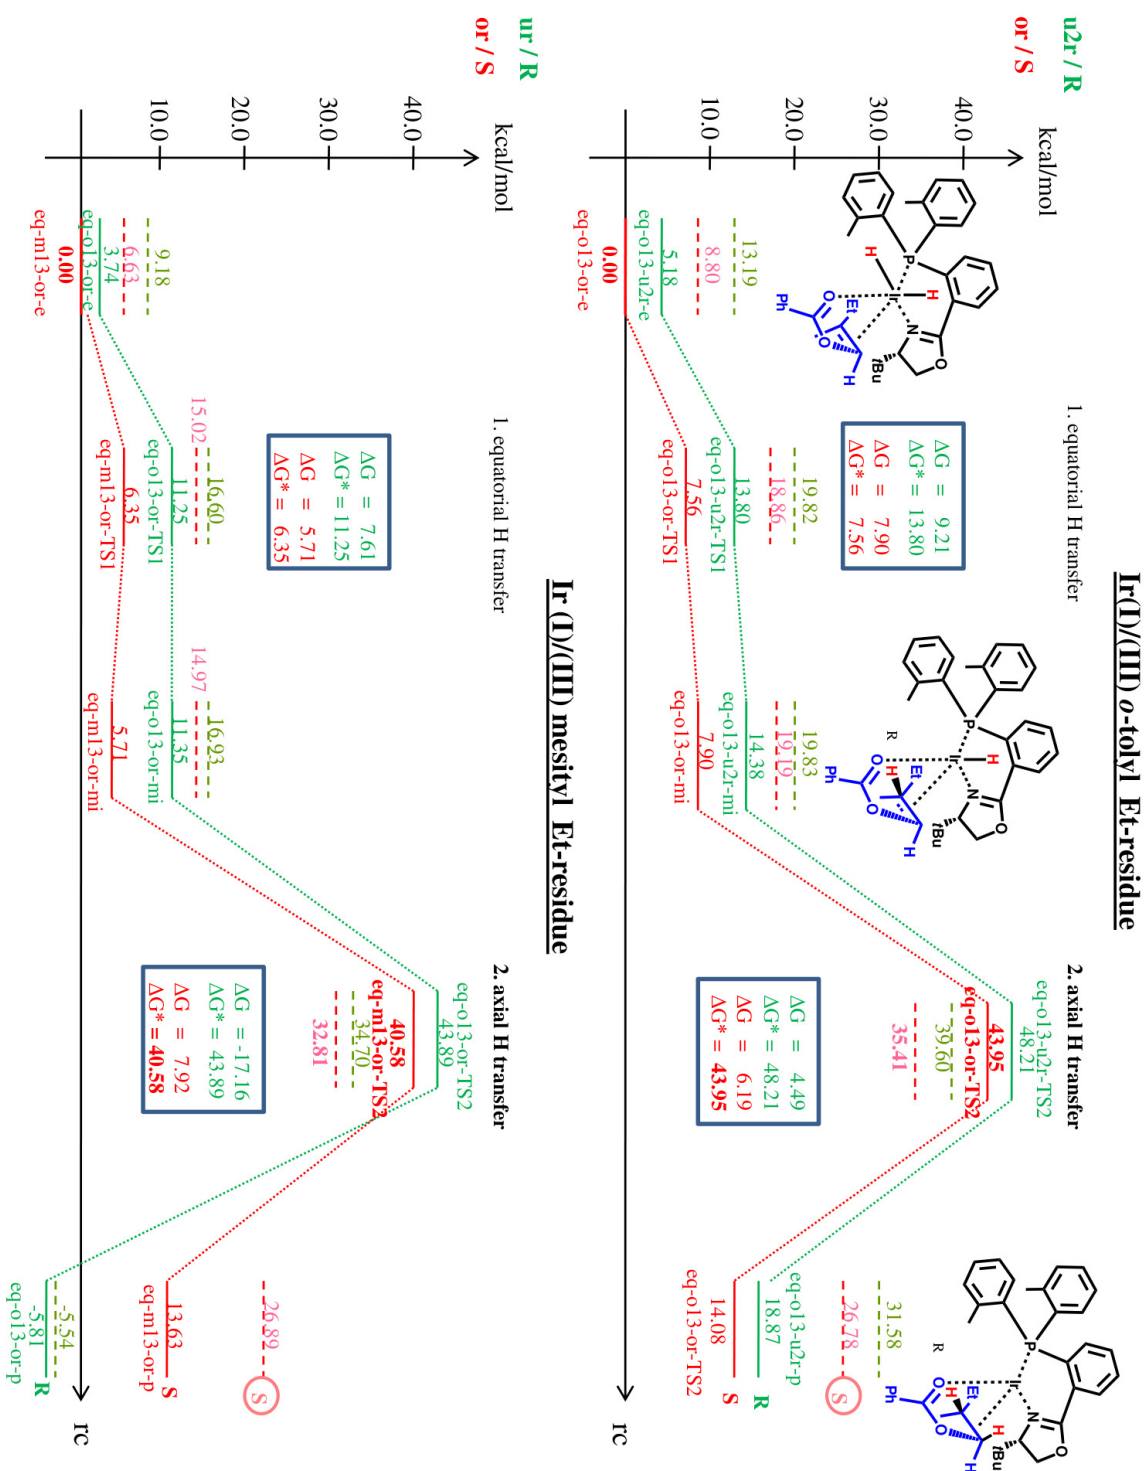 Ir(I)/(III) o-tolyl Et-residue
u2r / R
or / S
kcal/mol
40.0
30.0
20.0
10.0
1. equatorial H transfer
2. axial H transfer
P
H
H
Ir
N
O
tBu
O
Et
O
H
Ph
P
H
Ir
N
O
tBu
R
O
H
Et
O
H
Ph
P
Ir
N
O
tBu
R
O
H
Et
H
O
H
Ph
ΔG = 9.21
ΔG* = 13.80
ΔG = 7.90
ΔG* = 7.56
ΔG = 4.49
ΔG* = 48.21
ΔG = 6.19
ΔG* = 43.95
13.19
8.80
5.18
eq-o13-u2r-e
0.00
eq-o13-or-e
19.82
18.86
13.80
eq-o13-u2r-TS1
7.56
eq-o13-or-TS1
19.83
19.19
14.38
eq-o13-u2r-mi
7.90
eq-o13-or-mi
eq-o13-u2r-TS2
48.21
43.95
eq-o13-or-TS2
39.60
35.41
31.58
26.78
S
eq-o13-u2r-p
18.87
R
14.08
S
eq-o13-or-TS2
rc
Ir (I)/(III) mesityl Et-residue
ur / R
or / S
kcal/mol
40.0
30.0
20.0
10.0
1. equatorial H transfer
2. axial H transfer
ΔG = 7.61
ΔG* = 11.25
ΔG = 5.71
ΔG* = 6.35
ΔG = -17.16
ΔG* = 43.89
ΔG = 7.92
ΔG* = 40.58
9.18
6.63
3.74
eq-o13-or-e
0.00
eq-m13-or-e
16.60
15.02
11.25
eq-o13-or-TS1
6.35
eq-m13-or-TS1
16.93
14.97
11.35
eq-o13-or-mi
5.71
eq-m13-or-mi
eq-o13-or-TS2
43.89
40.58
eq-m13-or-TS2
34.70
32.81
26.89
S
13.63
S
eq-m13-or-p
-5.54
-5.81
R
eq-o13-or-p
rc